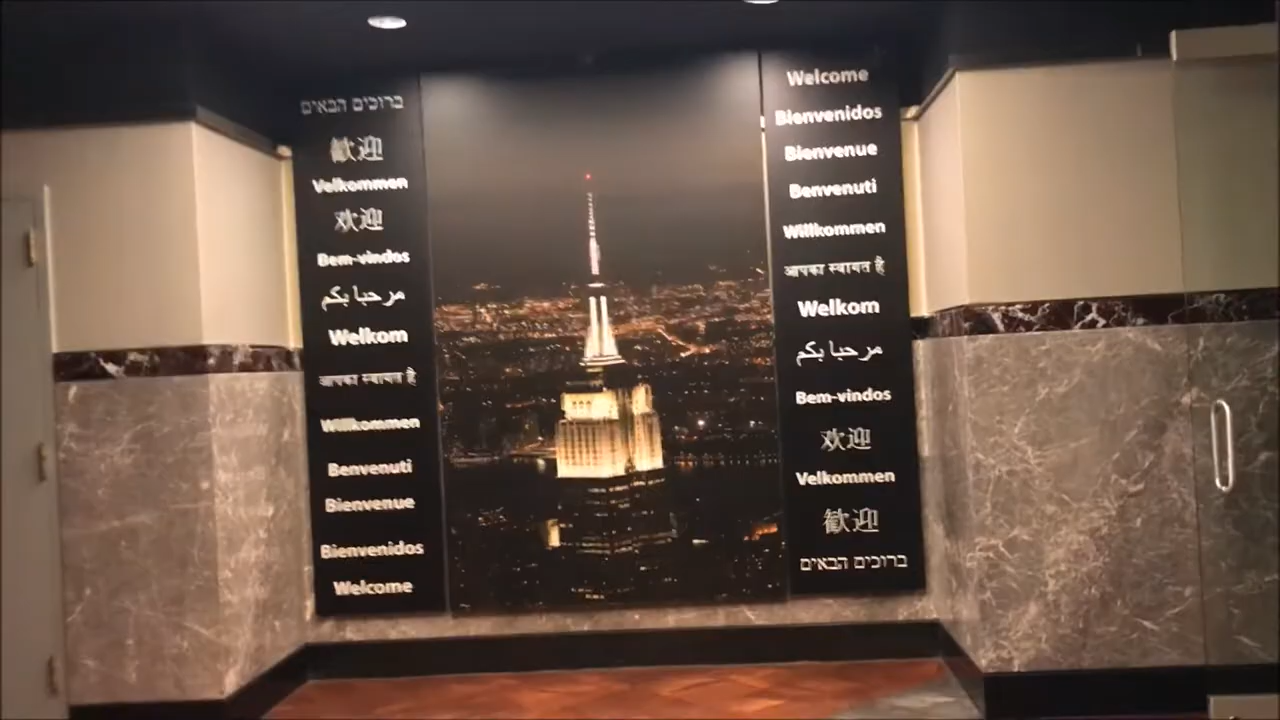 ברוכים הבאים
歡迎
Velkommen
欢迎
Bem-vindos
مرحبا بكم
Welkom
आपका स्वागत है
Willkommen
Benvenuti
Bienvenue
Bienvenidos
Welcome
Welcome
Bienvenidos
Bienvenue
Benvenuti
Willkommen
आपका स्वागत है
Welkom
مرحبا بكم
Bem-vindos
欢迎
Velkommen
歡迎
ברוכים הבאים